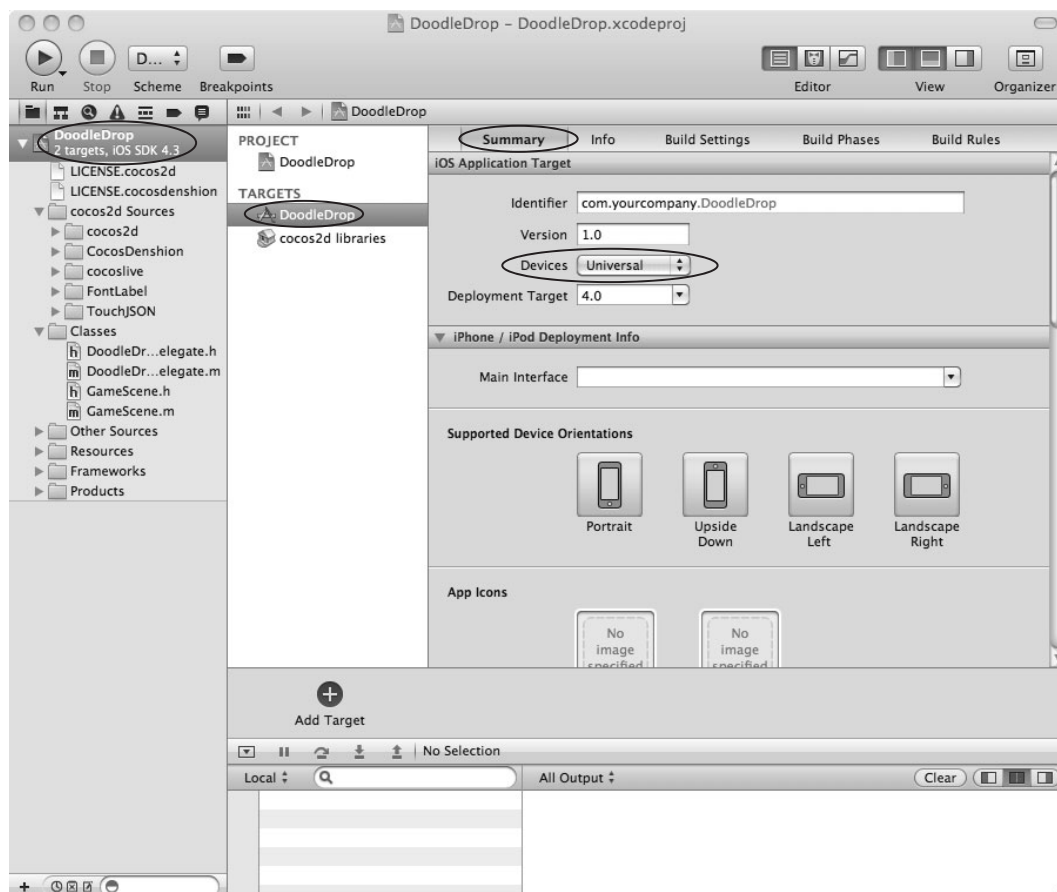 DoodleDrop – DoodleDrop.xcodeproj
D...
Run Stop Scheme Breakpoints Editor View Organizer
DoodleDrop
DoodleDrop
2 targets, iOS SDK 4.3
LICENSE.cocos2d
LICENSE.cocosdenshion
cocos2d Sources
cocos2d
CocosDenshion
cocoslive
FontLabel
TouchJSON
Classes
h DoodleDr...elegate.h
m DoodleDr...elegate.m
h GameScene.h
m GameScene.m
Other Sources
Resources
Frameworks
Products
PROJECT
DoodleDrop
TARGETS
DoodleDrop
cocos2d libraries
Summary Info Build Settings Build Phases Build Rules
iOS Application Target
Identifier com.yourcompany.DoodleDrop
Version 1.0
Devices Universal
Deployment Target 4.0
iPhone / iPod Deployment Info
Main Interface
Supported Device Orientations
Portrait
Upside Down
Landscape Left
Landscape Right
App Icons
No image specified
No image specified
Add Target
No Selection
Local
All Output
Clear